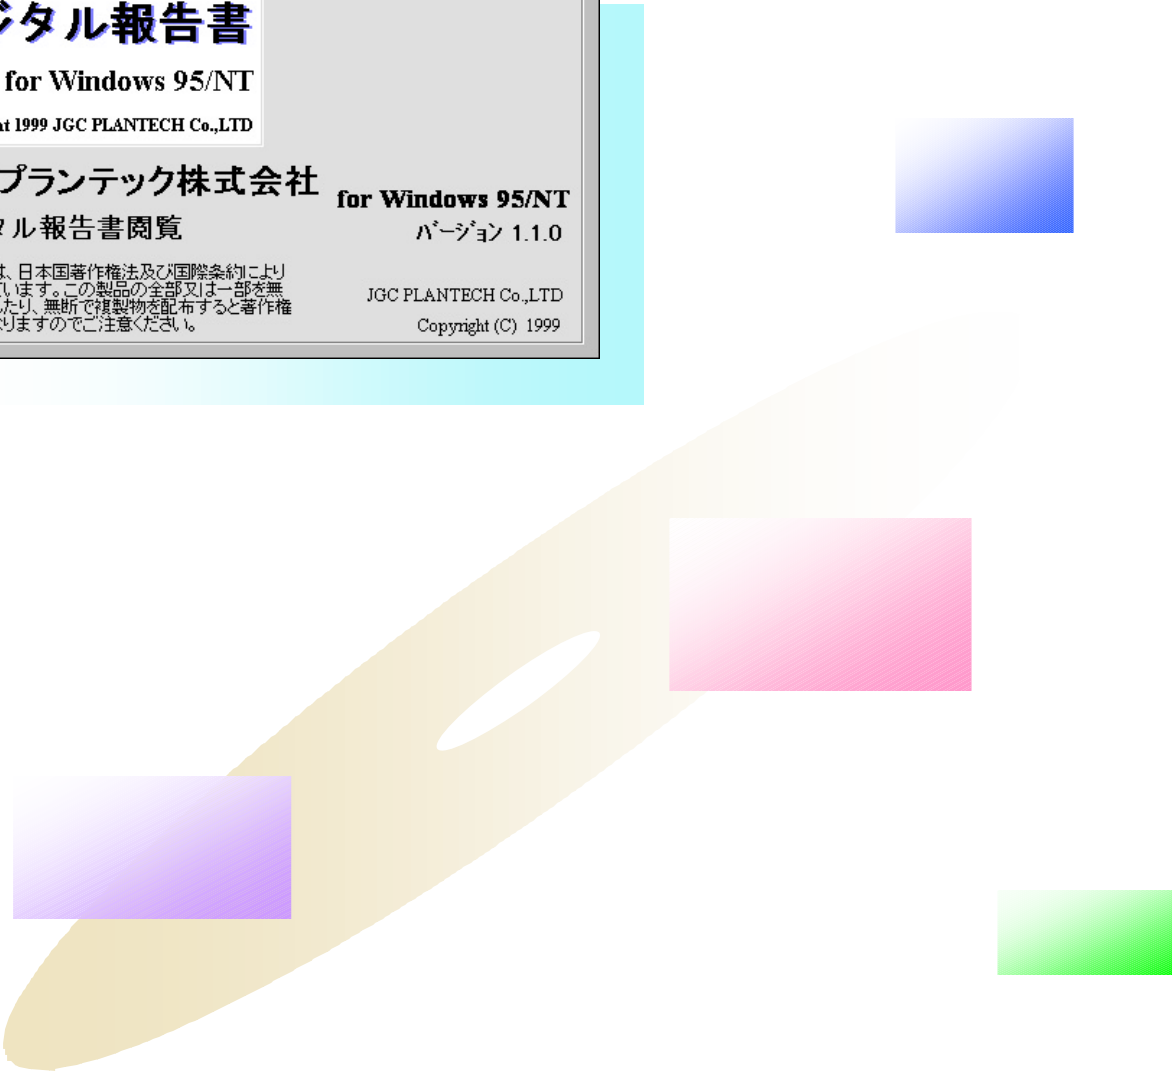 ジタル報告書
for Windows 95/NT
ht 1999 JGC PLANTECH Co.,LTD
プランテック株式会社
for Windows 95/NT
タル報告書閲覧
バージョン 1.1.0
は、日本国著作権法及び国際条約により
ています。この製品の全部又は一部を無
したり、無断で複製物を配布すると著作権
なりますのでご注意ください。
JGC PLANTECH Co.,LTD
Copyright (C) 1999